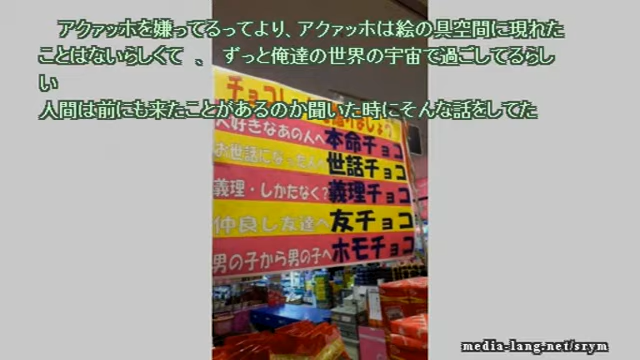 アクァッホを嫌ってるってより、アクァッホは絵の具空間に現れた
ことはないらしくて 、 ずっと俺達の世界の宇宙で過ごしてるらし
い
人間は前にも来たことがあるのか聞いた時にそんな話をしてた
チョコ
好きなあの人へ本命チョコ
お世話になった人へ世話チョコ
義理・しかたなく?義理チョコ
仲良し友達へ友チョコ
男の子から男の子へホモチョコ
media-lang.net/srym